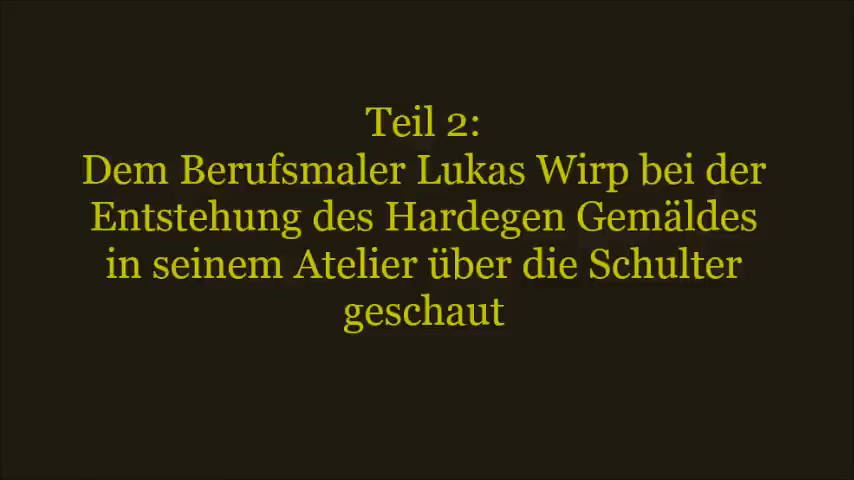 Teil 2:
Dem Berufsmaler Lukas Wirp bei der
Entstehung des Hardegen Gemäldes
in seinem Atelier über die Schulter
geschaut